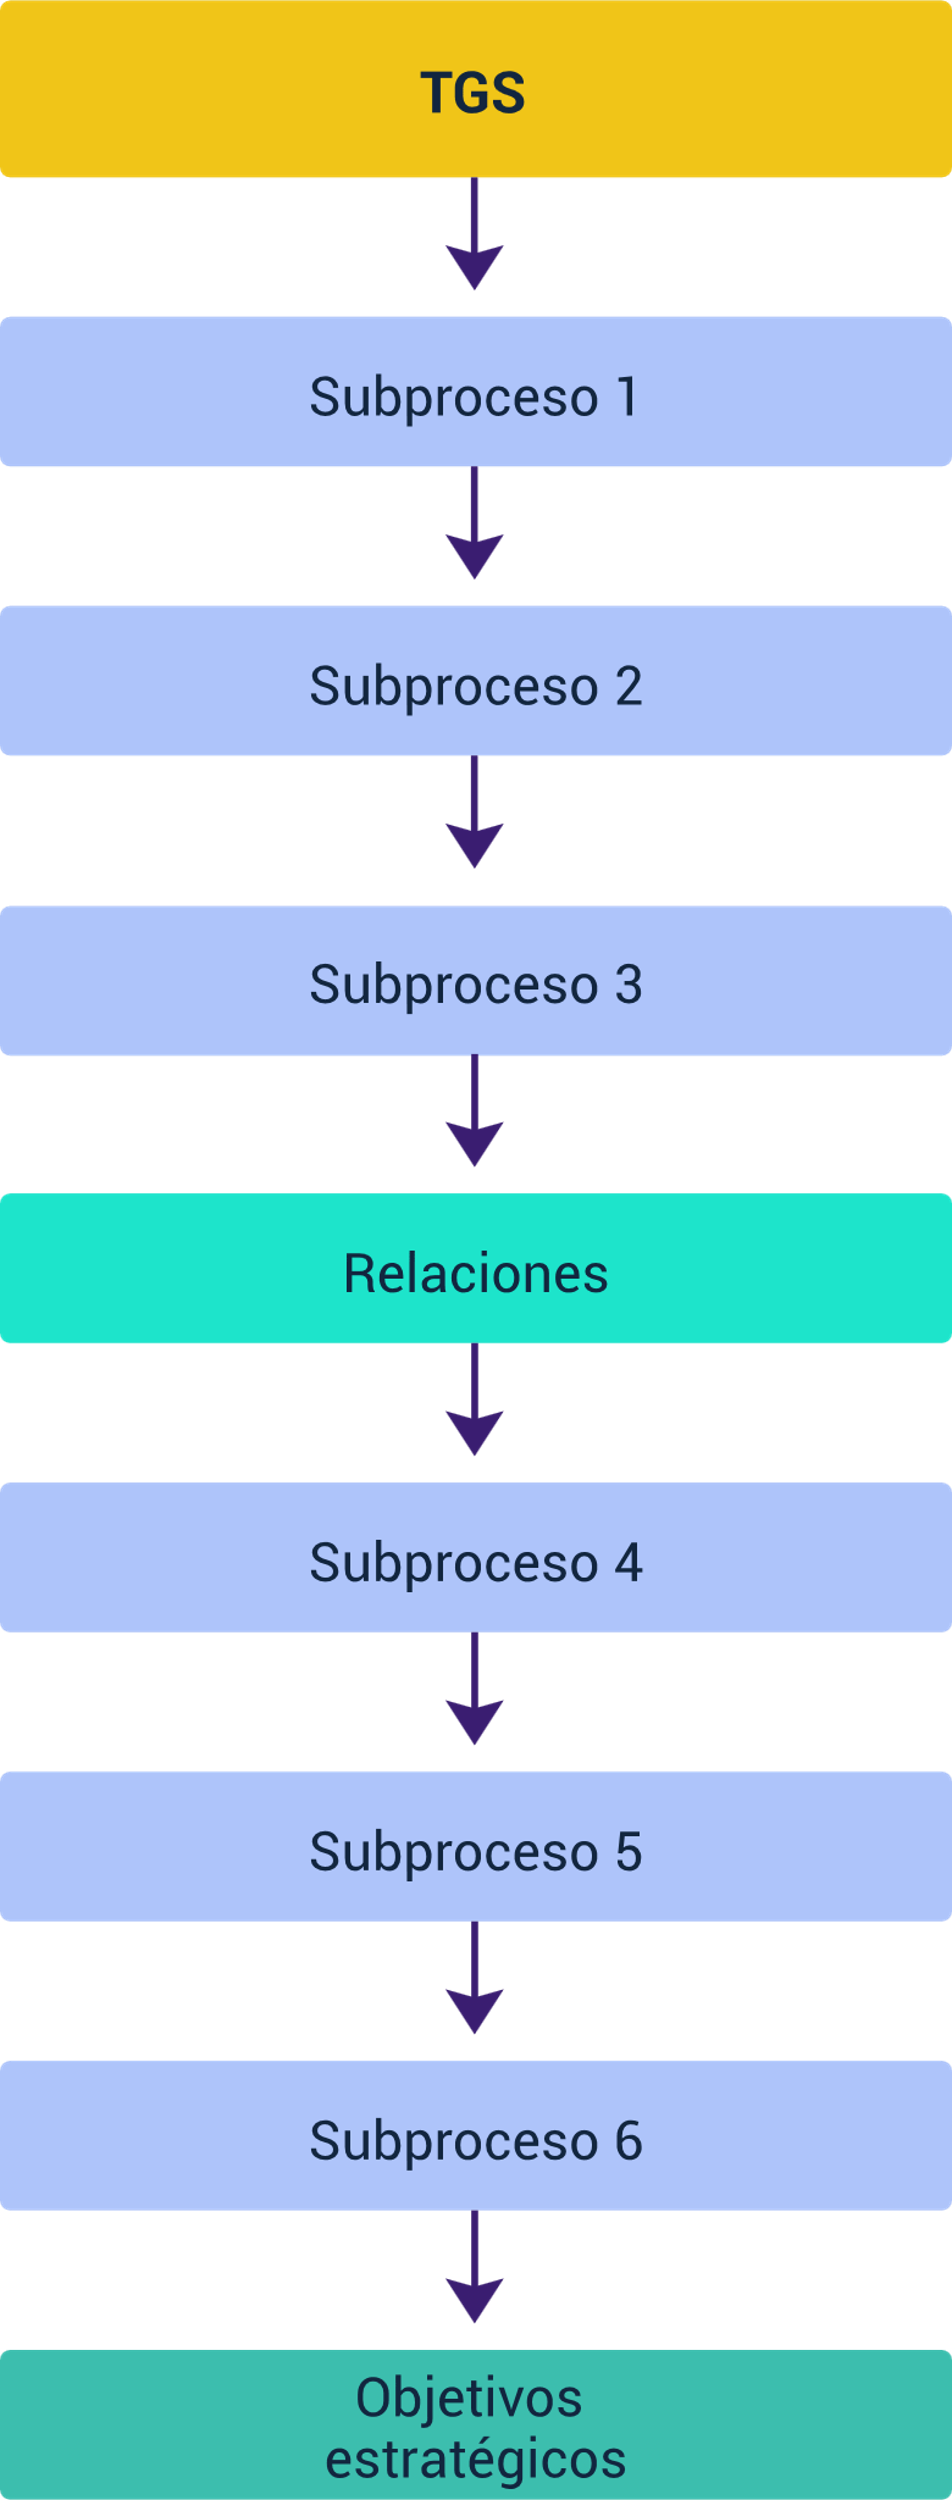 TGS
Subproceso 1
Subproceso 2
Subproceso 3
Relaciones
Subproceso 4
Subproceso 5
Subproceso 6
Objetivos
estratégicos